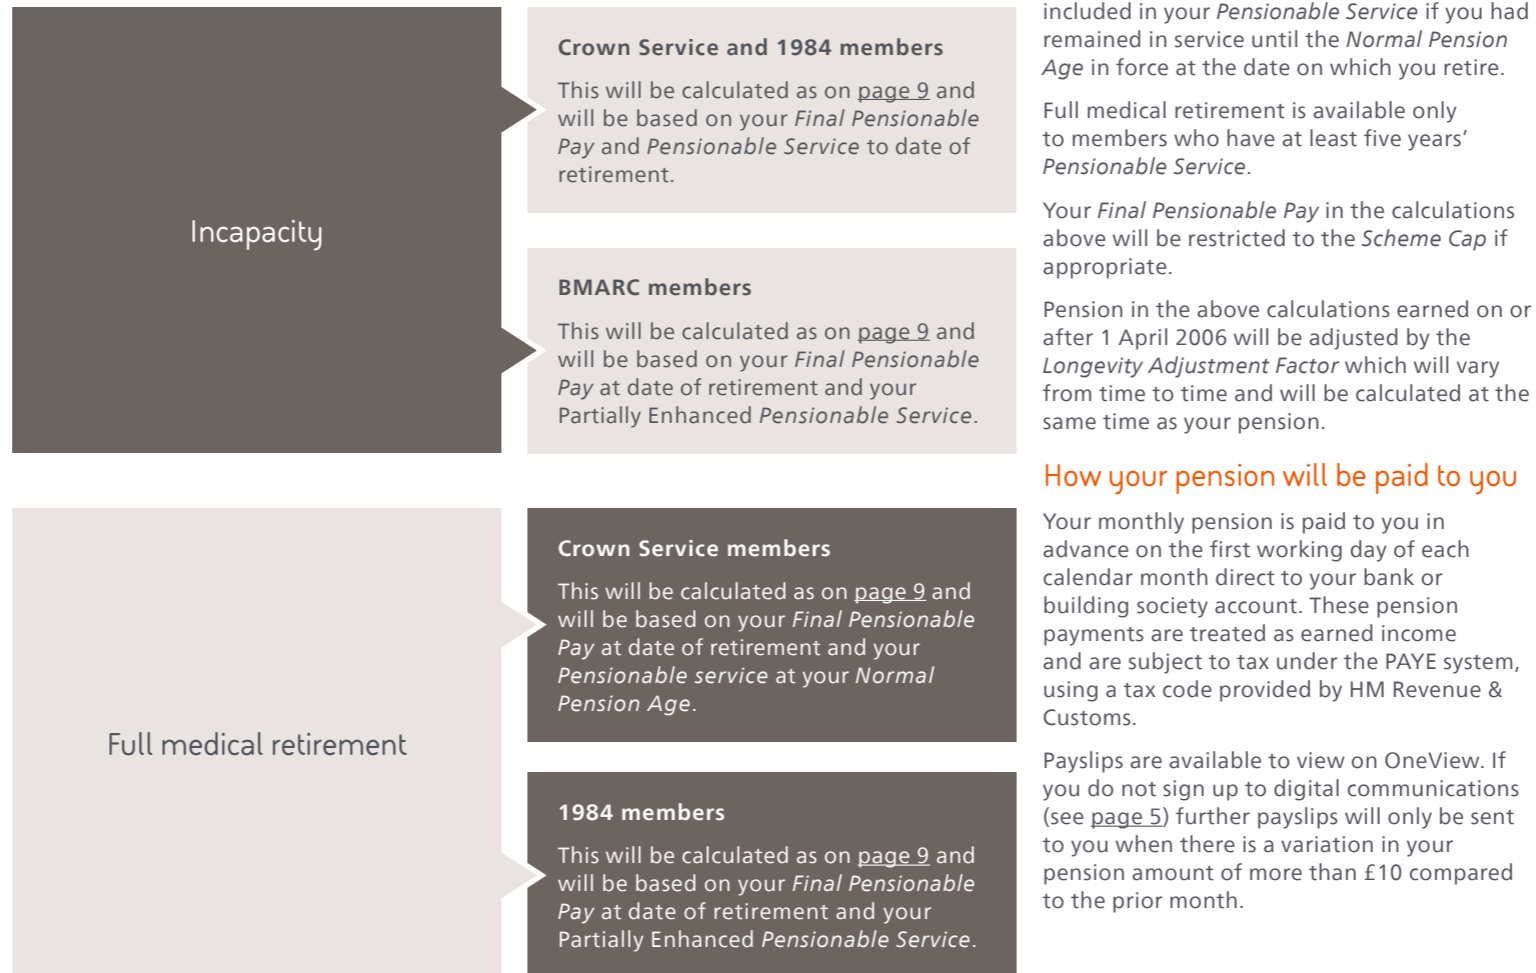 Incapacity
Crown Service and 1984 members
This will be calculated as on page 9 and
will be based on your Final Pensionable
Pay and Pensionable Service to date of
retirement.
BMARC members
This will be calculated as on page 9 and
will be based on your Final Pensionable
Pay at date of retirement and your
Partially Enhanced Pensionable Service.
Full medical retirement
Crown Service members
This will be calculated as on page 9 and
will be based on your Final Pensionable
Pay at date of retirement and your
Pensionable service at your Normal
Pension Age.
1984 members
This will be calculated as on page 9 and
will be based on your Final Pensionable
Pay at date of retirement and your
Partially Enhanced Pensionable Service.
included in your Pensionable Service if you had
remained in service until the Normal Pension
Age in force at the date on which you retire.
Full medical retirement is available only
to members who have at least five years’
Pensionable Service.
Your Final Pensionable Pay in the calculations
above will be restricted to the Scheme Cap if
appropriate.
Pension in the above calculations earned on or
after 1 April 2006 will be adjusted by the
Longevity Adjustment Factor which will vary
from time to time and will be calculated at the
same time as your pension.
How your pension will be paid to you
Your monthly pension is paid to you in
advance on the first working day of each
calendar month direct to your bank or
building society account. These pension
payments are treated as earned income
and are subject to tax under the PAYE system,
using a tax code provided by HM Revenue &
Customs.
Payslips are available to view on OneView. If
you do not sign up to digital communications
(see page 5) further payslips will only be sent
to you when there is a variation in your
pension amount of more than £10 compared
to the prior month.